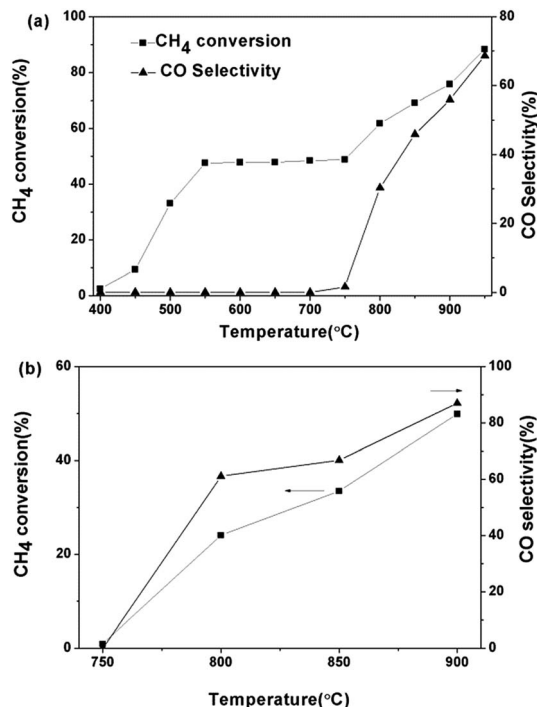 (a)
CH4 conversion
CO Selectivity
CH4 conversion(%)
100
80
60
40
20
0
CO Selectivity(%)
80
60
40
20
0
400 500 600 700 800 900
Temperature(°C)
(b)
CH4 conversion(%)
60
40
20
0
CO selectivity(%)
100
80
60
40
20
0
750 800 850 900
Temperature(°C)